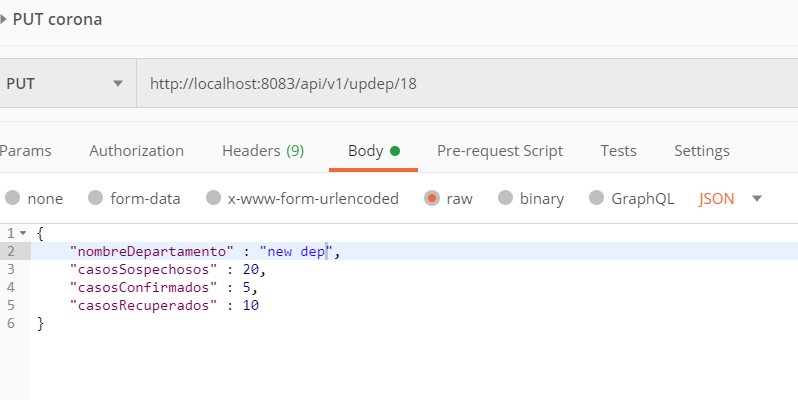 PUT corona
PUT http://localhost:8083/api/v1/updep/18
Params Authorization Headers (9) Body Pre-request Script Tests Settings
none form-data x-www-form-urlencoded raw binary GraphQL JSON
1 {
2 "nombreDepartamento" : "new dep",
3 "casosSospechosos" : 20,
4 "casosConfirmados" : 5,
5 "casosRecuperados" : 10
6 }